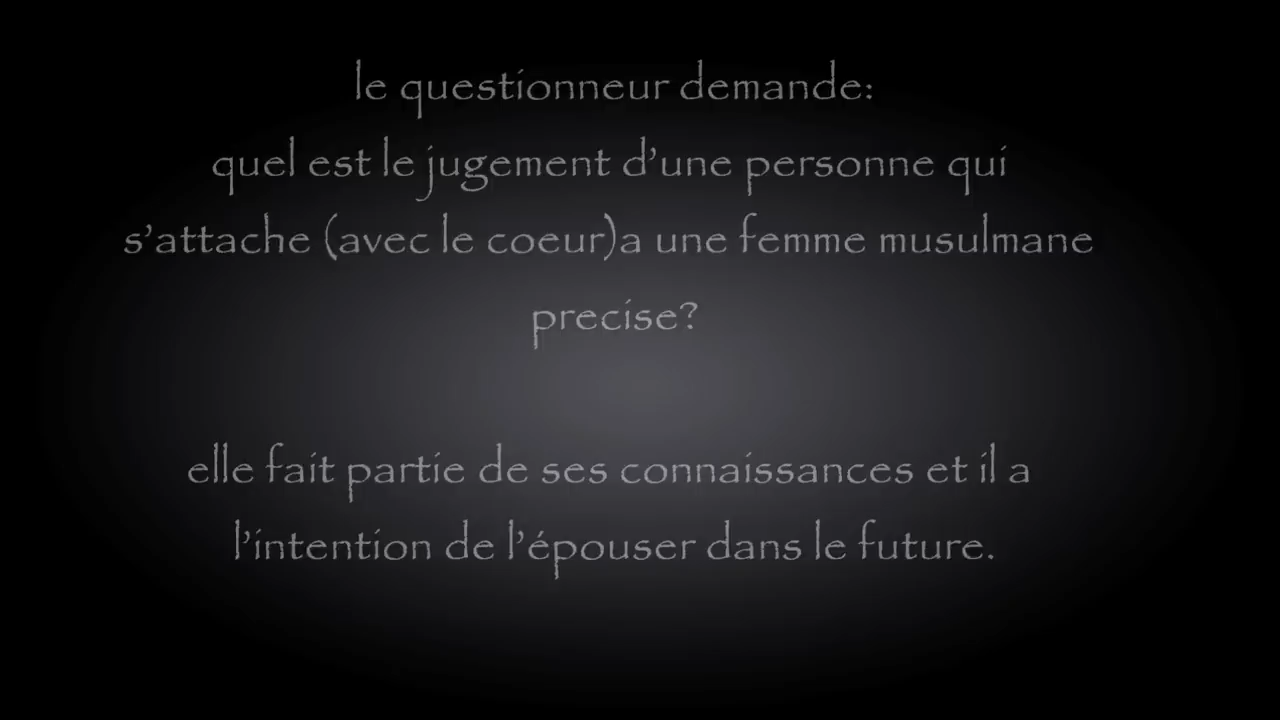 le questionneur demande:
quel est le jugement d'une personne qui
s'attache (avec le coeur)a une femme musulmane
precise?
elle fait partie de ses connaissances et il a
l'intention de l'épouser dans le future.